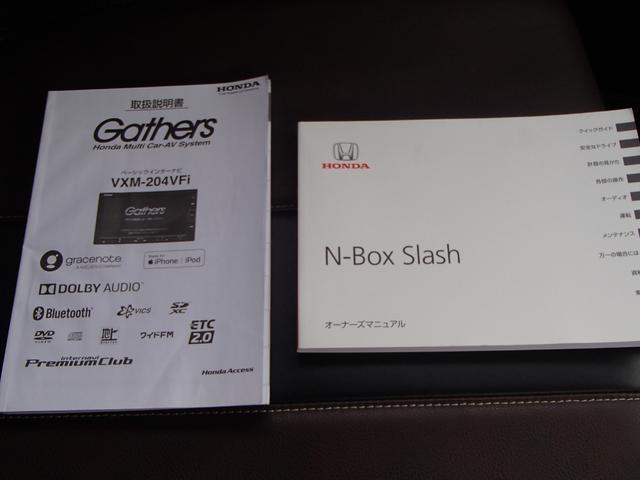 HONDA
取扱説明書
Gathers
Honda Multi Car-AV System
ベーシックインターナビ
VXM-204VFi
Gathers
gracenote
Made for
iPhone | iPod
DOLBY AUDIO
Bluetooth
VICS
SD XC
DVD VIDEO
ワイドFM
ETC 2.0
internavi
PremiumClub
Honda Access
HONDA
N-Box Slash
オーナーズマニュアル
クイックガイド
安全なドライブ
計器の見かた
各部の操作
オーディオ
運転
メンテナンス
万一の場合には
資料